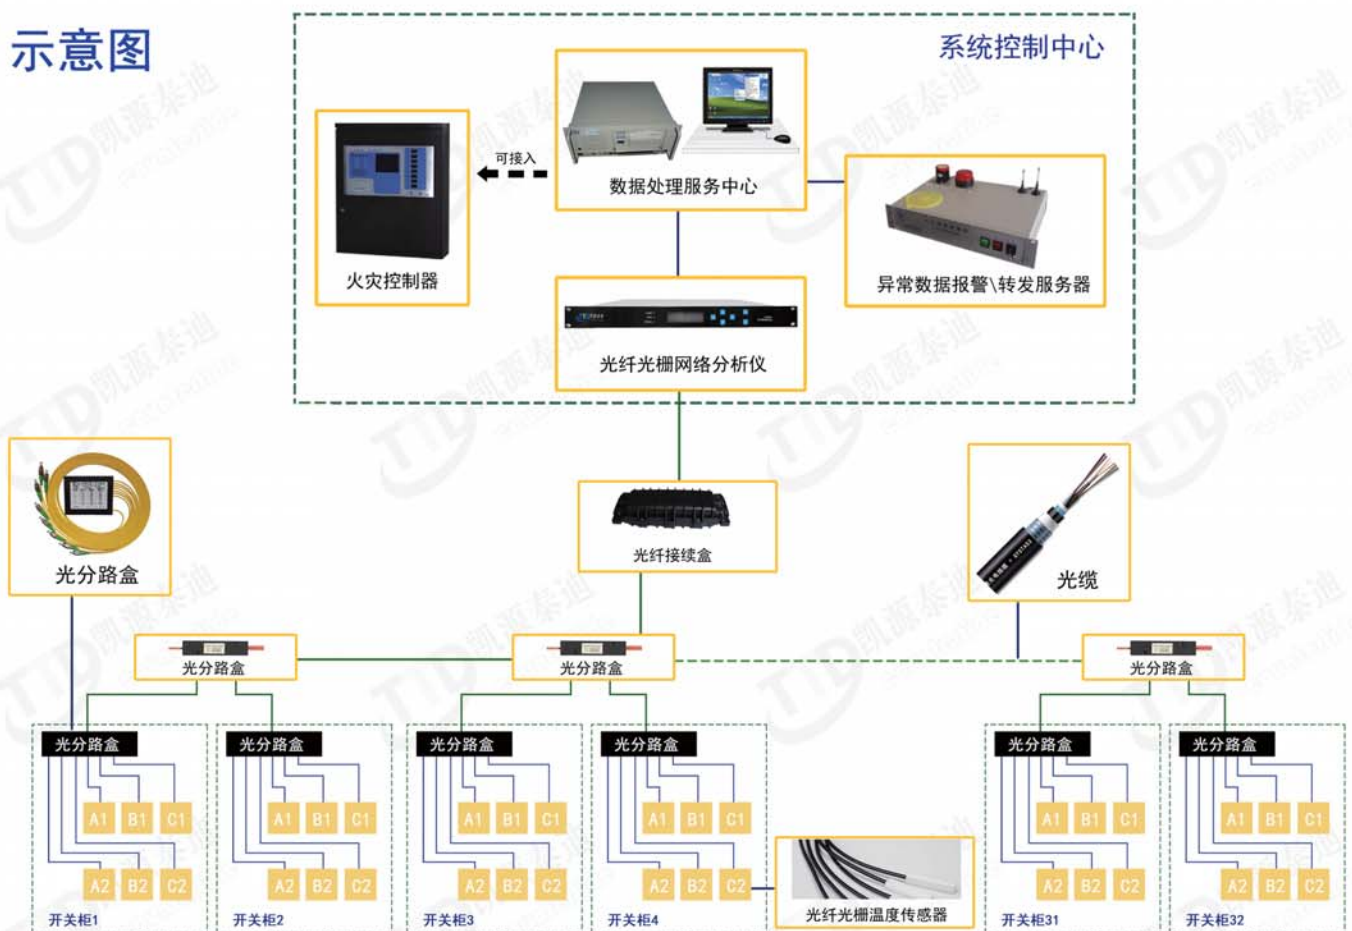 示意图
系统控制中心
可接入
数据处理服务中心
火灾控制器
异常数据报警\转发服务器
光纤光栅网络分析仪
光分路盒
光纤接续盒
光缆
光分路盒
光分路盒
光分路盒
光分路盒
光分路盒
光分路盒
光分路盒
光分路盒
光分路盒
A1 B1 C1
A1 B1 C1
A1 B1 C1
A1 B1 C1
A1 B1 C1
A1 B1 C1
A2 B2 C2
A2 B2 C2
A2 B2 C2
A2 B2 C2
A2 B2 C2
A2 B2 C2
开关柜1
开关柜2
开关柜3
开关柜4
光纤光栅温度传感器
开关柜31
开关柜32
TID 凯源泰迪